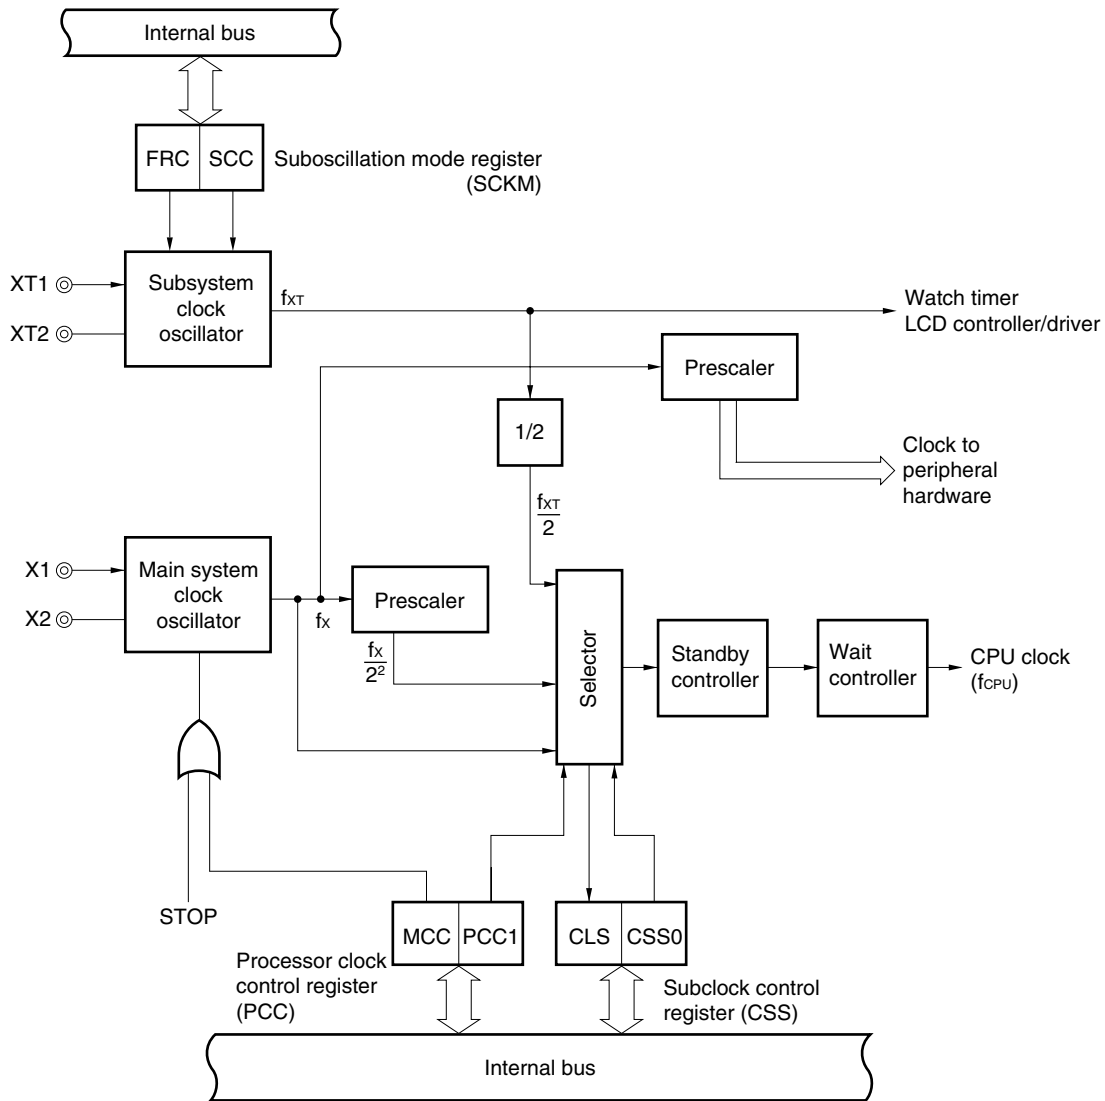 Internal bus
FRC SCC
Suboscillation mode register
(SCKM)
XT1
XT2
Subsystem
clock
oscillator
fXT
Watch timer
LCD controller/driver
Prescaler
1/2
Clock to
peripheral
hardware
fXT
2
X1
X2
Main system
clock
oscillator
fX
Prescaler
fX
2²
Selector
Standby
controller
Wait
controller
CPU clock
(fCPU)
STOP
MCC PCC1
CLS CSS0
Processor clock
control register
(PCC)
Subclock control
register (CSS)
Internal bus